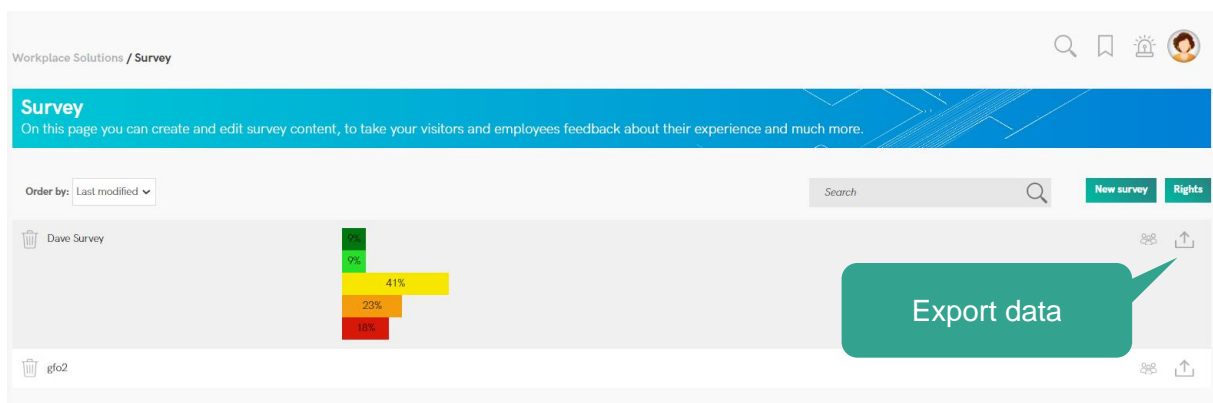 Workplace Solutions / Survey
Survey
On this page you can create and edit survey content, to take your visitors and employees feedback about their experience and much more.
Order by: Last modified
Search
New survey
Rights
Dave Survey
9%
9%
41%
23%
18%
Export data
gfo2